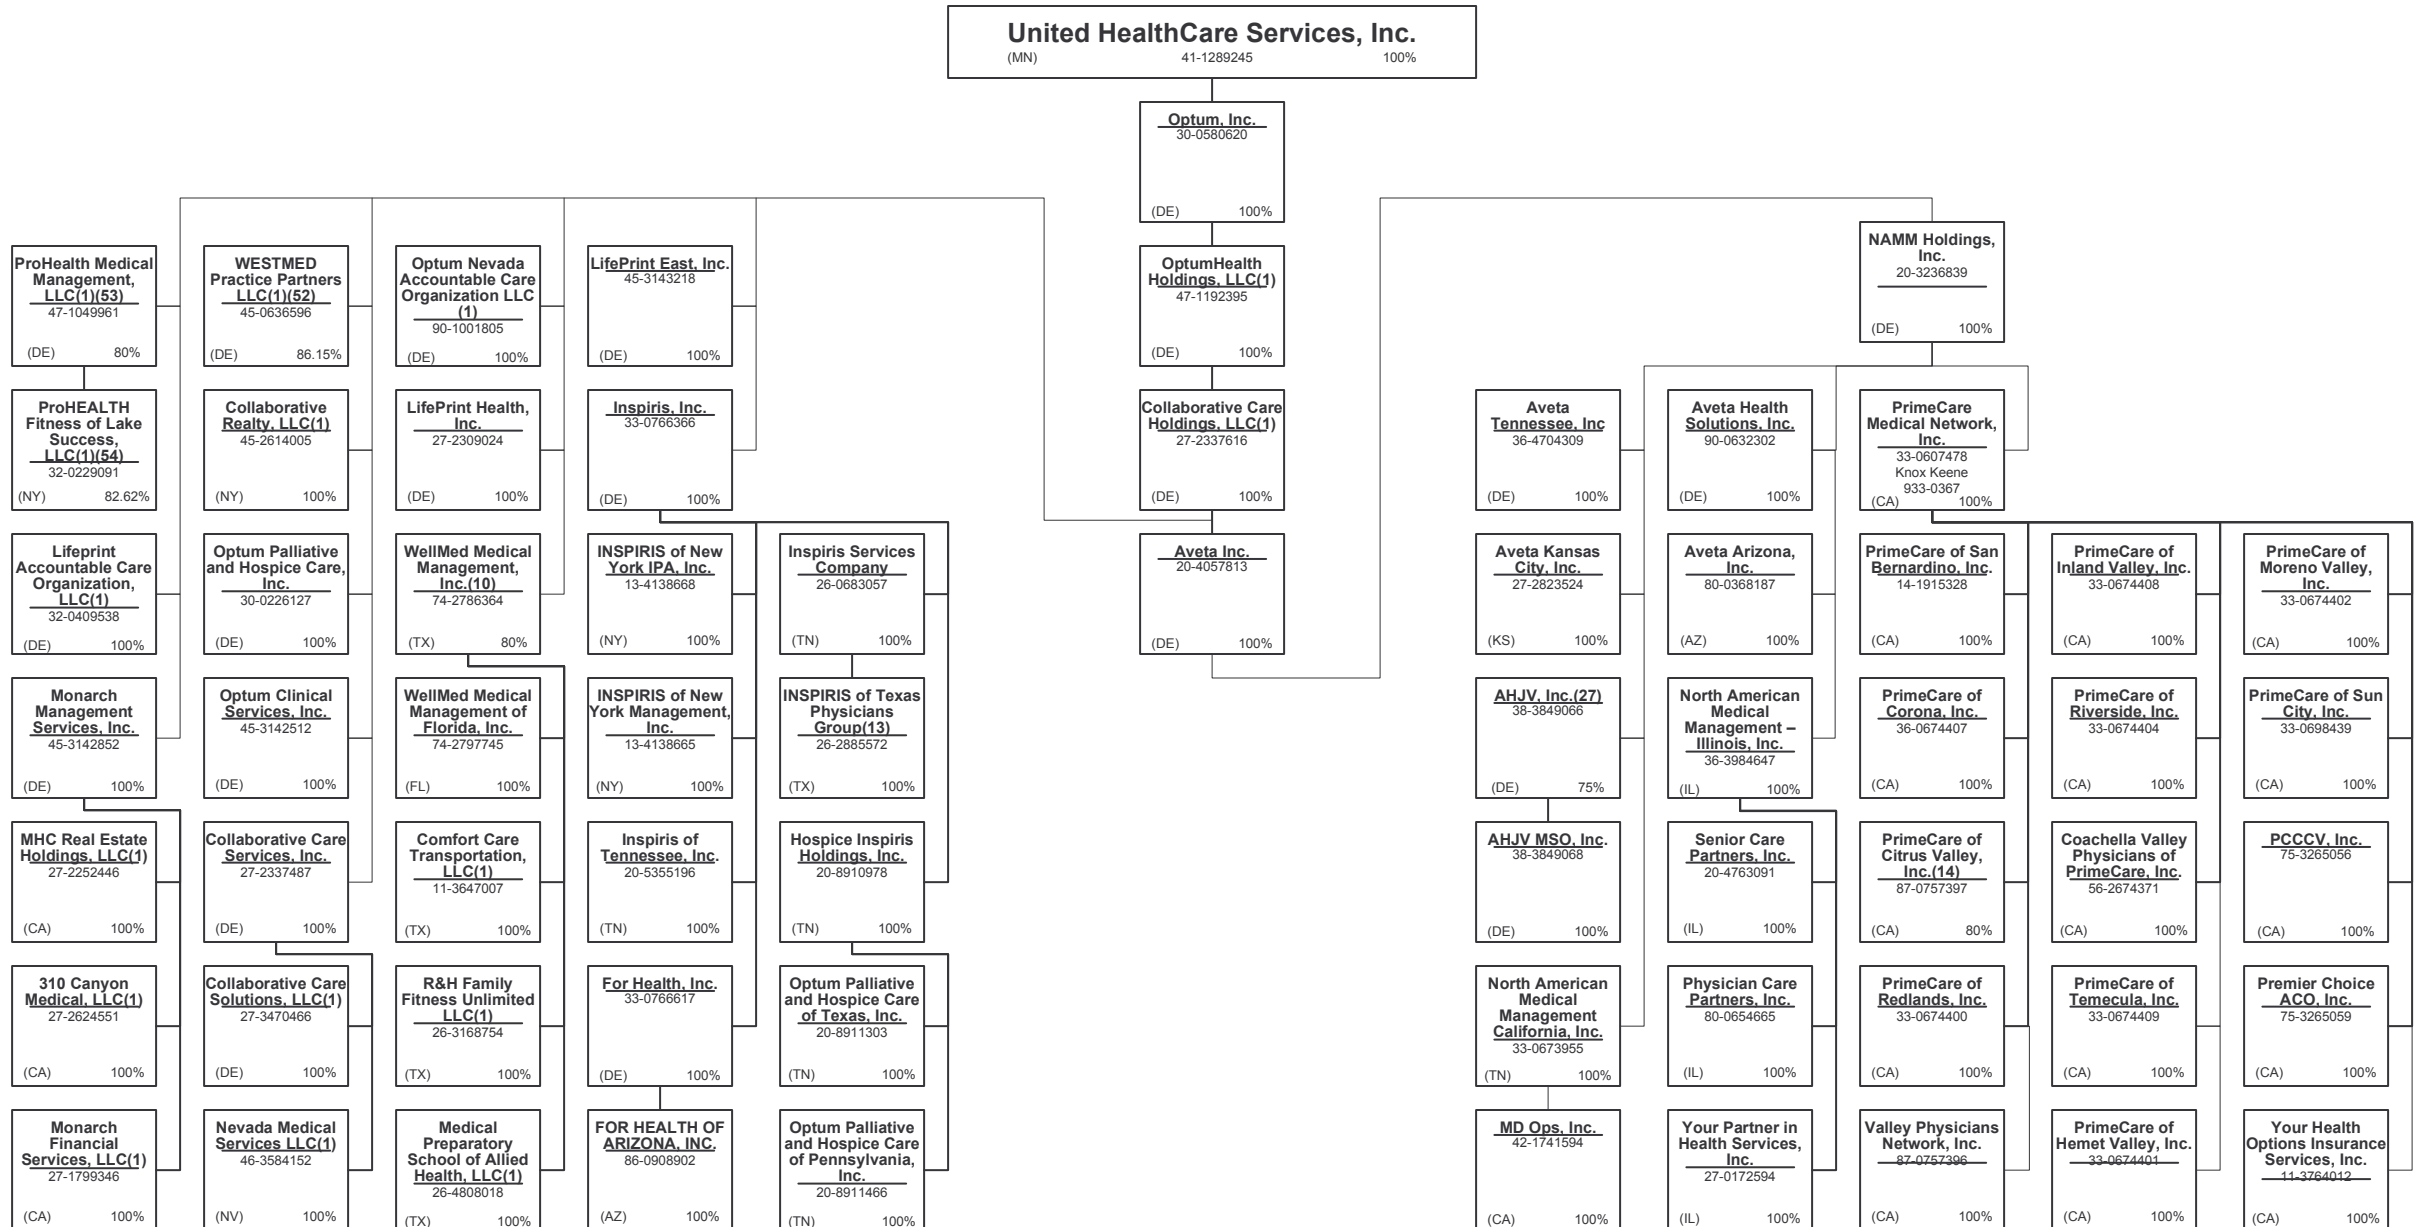 United HealthCare Services, Inc.
(MN) 41-1289245 100%
Optum, Inc.
30-0580620
(DE) 100%
ProHealth Medical
Management,
LLC(1)(53)
47-1049961
(DE) 80%
WESTMED
Practice Partners
LLC(1)(52)
45-0636596
(DE) 86.15%
Optum Nevada
Accountable Care
Organization LLC
(1)
90-1001805
(DE) 100%
LifePrint East, Inc.
45-3143218
(DE) 100%
OptumHealth
Holdings, LLC(1)
47-1192395
(DE) 100%
NAMM Holdings,
Inc.
20-3236839
(DE) 100%
ProHEALTH
Fitness of Lake
Success,
LLC(1)(54)
32-0229091
(NY) 82.62%
Collaborative
Realty, LLC(1)
45-2614005
(NY) 100%
LifePrint Health,
Inc.
27-2309024
(DE) 100%
Inspiris, Inc.
33-0766366
(DE) 100%
Collaborative Care
Holdings, LLC(1)
27-2337616
(DE) 100%
Aveta
Tennessee, Inc
36-4704309
(DE) 100%
Aveta Health
Solutions, Inc.
90-0632302
(DE) 100%
PrimeCare
Medical Network,
Inc.
33-0607478
Knox Keene
933-0367
(CA) 100%
Lifeprint
Accountable Care
Organization,
LLC(1)
32-0409538
(DE) 100%
Optum Palliative
and Hospice Care,
Inc.
30-0226127
(DE) 100%
WellMed Medical
Management,
Inc.(10)
74-2786364
(TX) 80%
INSPIRIS of New
York IPA, Inc.
13-4138668
(NY) 100%
Inspiris Services
Company
26-0683057
(TN) 100%
Aveta Inc.
20-4057813
(DE) 100%
Aveta Kansas
City, Inc.
27-2823524
(KS) 100%
Aveta Arizona,
Inc.
80-0368187
(AZ) 100%
PrimeCare of San
Bernardino, Inc.
14-1915328
(CA) 100%
PrimeCare of
Inland Valley, Inc.
33-0674408
(CA) 100%
PrimeCare of
Moreno Valley,
Inc.
33-0674402
(CA) 100%
Monarch
Management
Services, Inc.
45-3142852
(DE) 100%
Optum Clinical
Services, Inc.
45-3142512
(DE) 100%
WellMed Medical
Management of
Florida, Inc.
74-2797745
(FL) 100%
INSPIRIS of New
York Management,
Inc.
13-4138665
(NY) 100%
INSPIRIS of Texas
Physicians
Group(13)
26-2885572
(TX) 100%
AHJV, Inc.(27)
38-3849066
(DE) 75%
North American
Medical
Management –
Illinois, Inc.
36-3984647
(IL) 100%
PrimeCare of
Corona, Inc.
36-0674407
(CA) 100%
PrimeCare of
Riverside, Inc.
33-0674404
(CA) 100%
PrimeCare of Sun
City, Inc.
33-0698439
(CA) 100%
MHC Real Estate
Holdings, LLC(1)
27-2252446
(CA) 100%
Collaborative Care
Services, Inc.
27-2337487
(DE) 100%
Comfort Care
Transportation,
LLC(1)
11-3647007
(TX) 100%
Inspiris of
Tennessee, Inc.
20-5355196
(TN) 100%
Hospice Inspiris
Holdings, Inc.
20-8910978
(TN) 100%
AHJV MSO, Inc.
38-3849068
(DE) 100%
Senior Care
Partners, Inc.
20-4763091
(IL) 100%
PrimeCare of
Citrus Valley,
Inc.(14)
87-0757397
(CA) 80%
Coachella Valley
Physicians of
PrimeCare, Inc.
56-2674371
(CA) 100%
PCCCV, Inc.
75-3265056
(CA) 100%
310 Canyon
Medical, LLC(1)
27-2624551
(CA) 100%
Collaborative Care
Solutions, LLC(1)
27-3470466
(DE) 100%
R&H Family
Fitness Unlimited
LLC(1)
26-3168754
(TX) 100%
For Health, Inc.
33-0766617
(DE) 100%
Optum Palliative
and Hospice Care
of Texas, Inc.
20-8911303
(TN) 100%
North American
Medical
Management
California, Inc.
33-0673955
(TN) 100%
Physician Care
Partners, Inc.
80-0654665
(IL) 100%
PrimeCare of
Redlands, Inc.
33-0674400
(CA) 100%
PrimeCare of
Temecula, Inc.
33-0674409
(CA) 100%
Premier Choice
ACO, Inc.
75-3265059
(CA) 100%
Monarch
Financial
Services, LLC(1)
27-1799346
(CA) 100%
Nevada Medical
Services LLC(1)
46-3584152
(NV) 100%
Medical
Preparatory
School of Allied
Health, LLC(1)
26-4808018
(TX) 100%
FOR HEALTH OF
ARIZONA, INC.
86-0908902
(AZ) 100%
Optum Palliative
and Hospice Care
of Pennsylvania,
Inc.
20-8911466
(TN) 100%
MD Ops, Inc.
42-1741594
(CA) 100%
Your Partner in
Health Services,
Inc.
27-0172594
(IL) 100%
Valley Physicians
Network, Inc.
87-0757396
(CA) 100%
PrimeCare of
Hemet Valley, Inc.
33-0674401
(CA) 100%
Your Health
Options Insurance
Services, Inc.
11-3764012
(CA) 100%